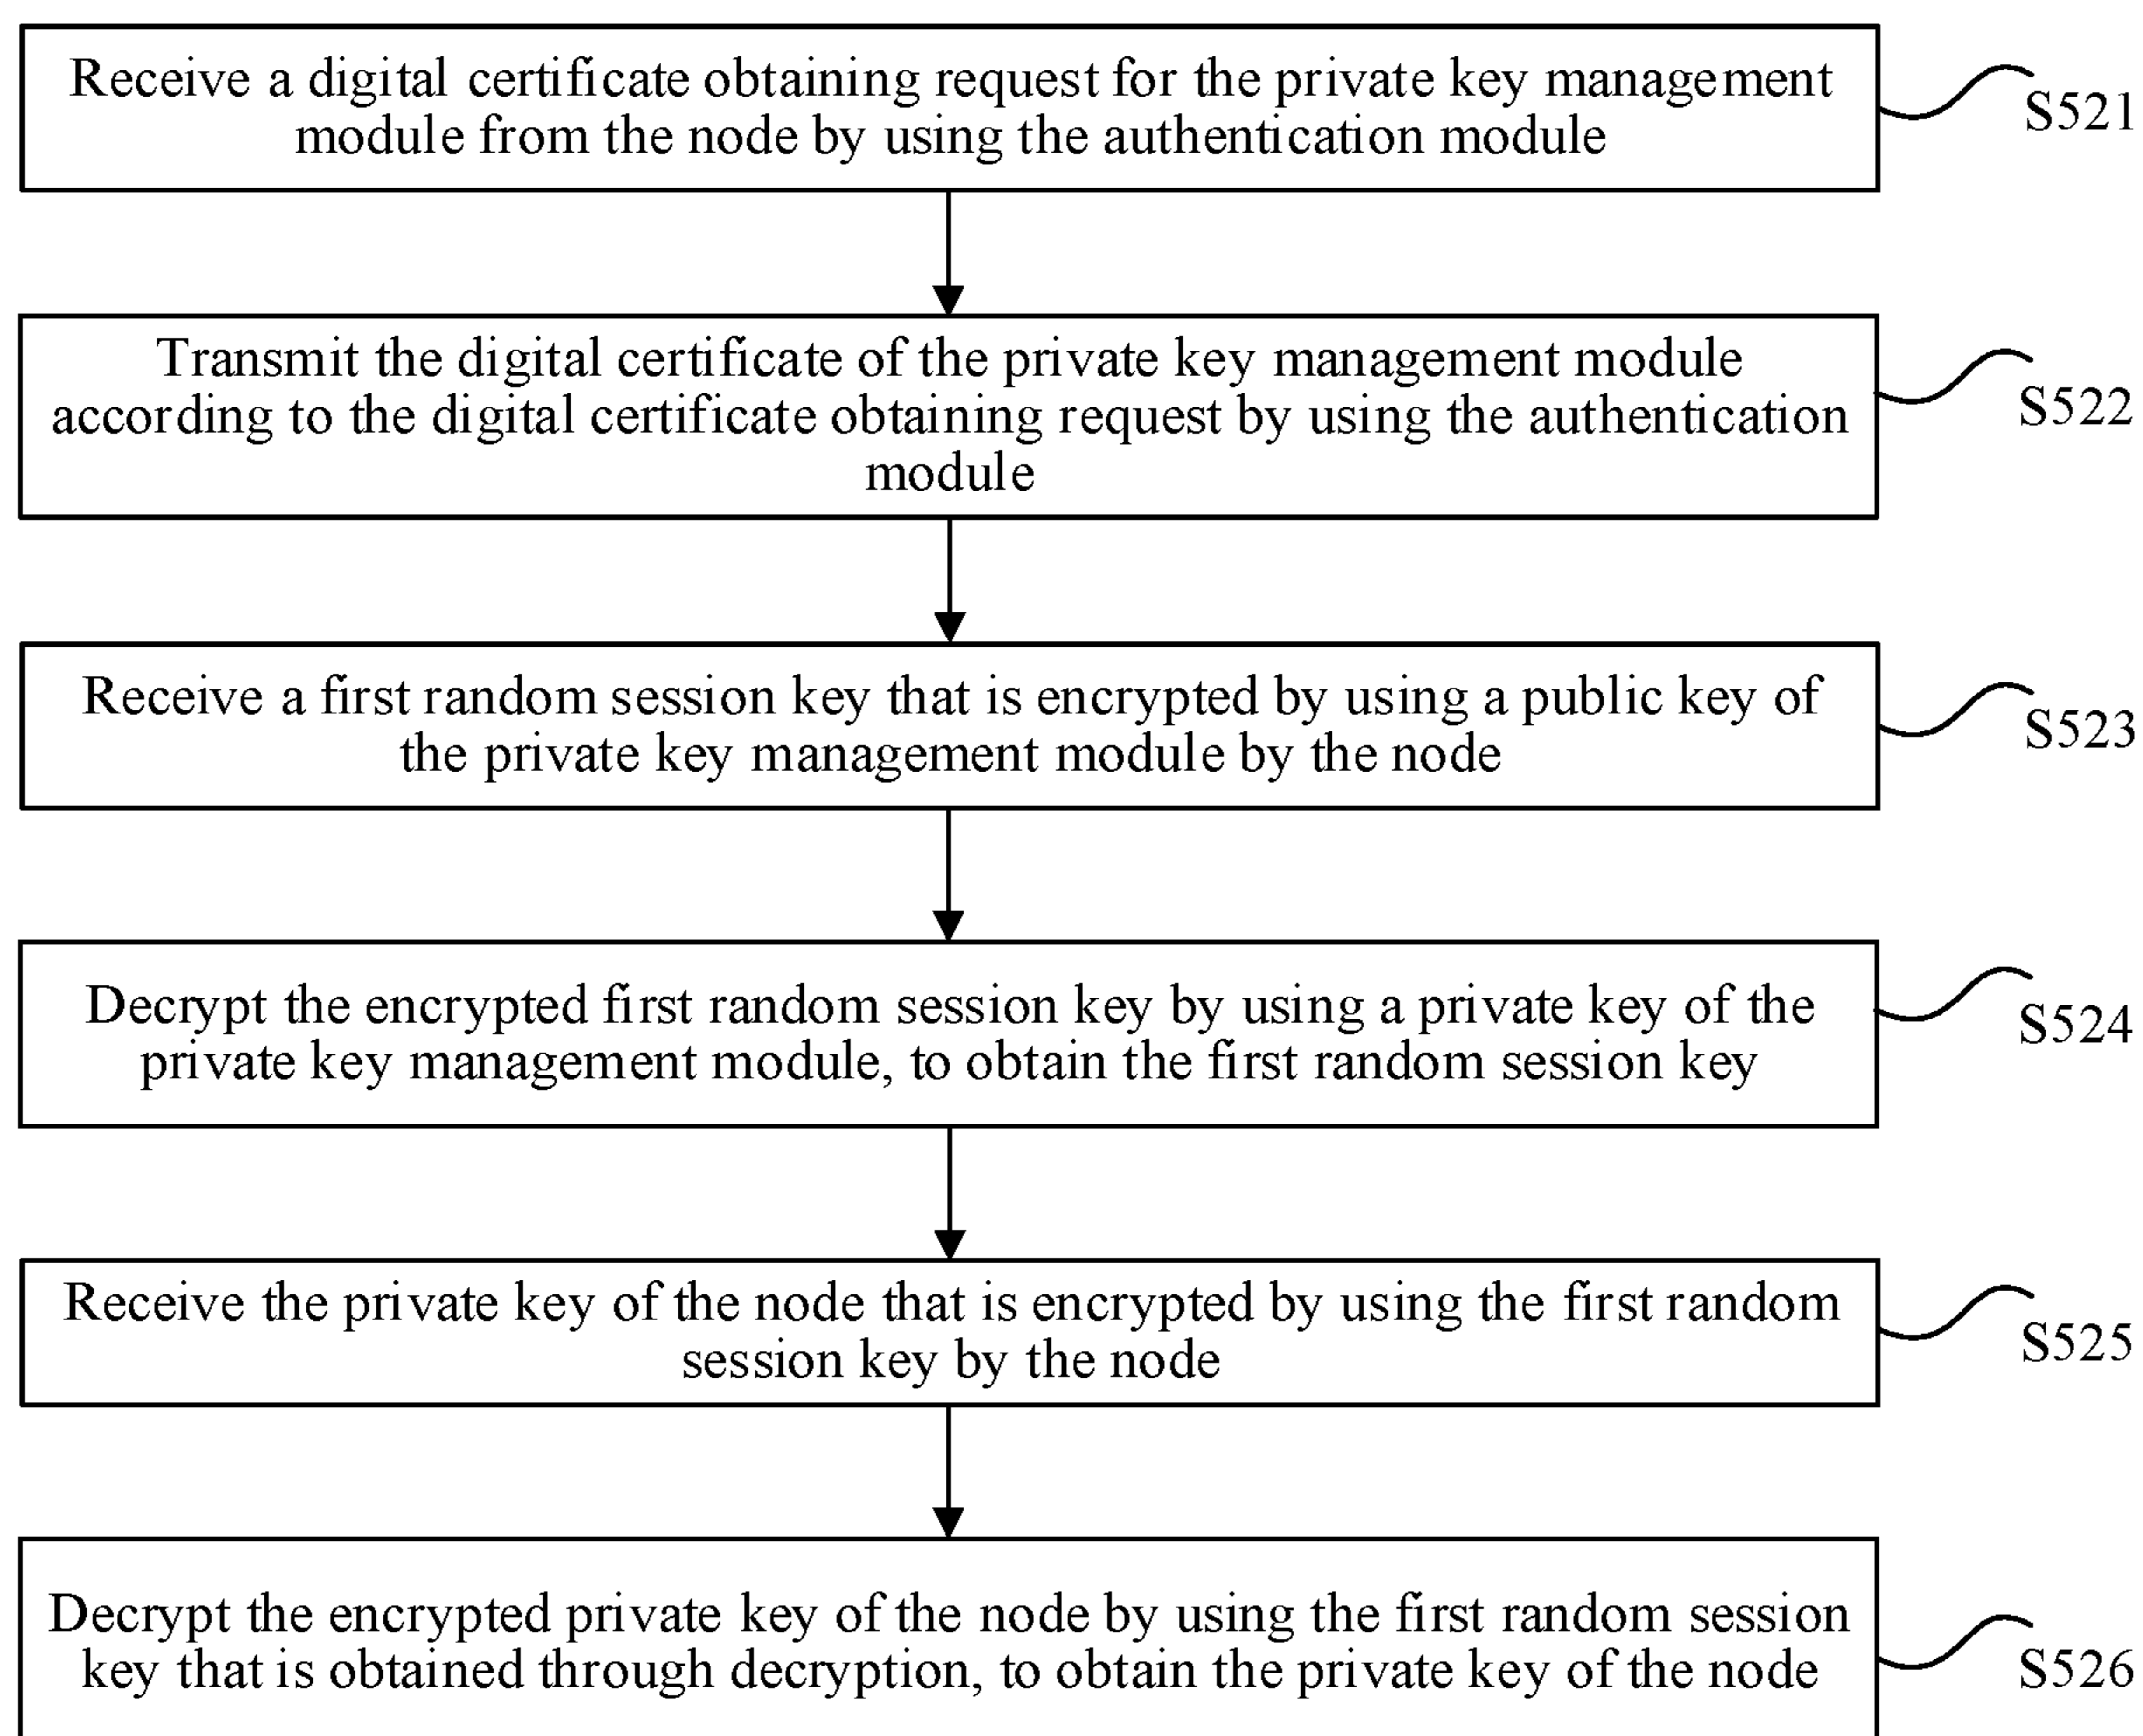 Receive a digital certificate obtaining request for the private key management
module from the node by using the authentication module
S521
Transmit the digital certificate of the private key management module
according to the digital certificate obtaining request by using the authentication
module
S522
Receive a first random session key that is encrypted by using a public key of
the private key management module by the node
S523
Decrypt the encrypted first random session key by using a private key of the
private key management module, to obtain the first random session key
S524
Receive the private key of the node that is encrypted by using the first random
session key by the node
S525
Decrypt the encrypted private key of the node by using the first random session
key that is obtained through decryption, to obtain the private key of the node
S526